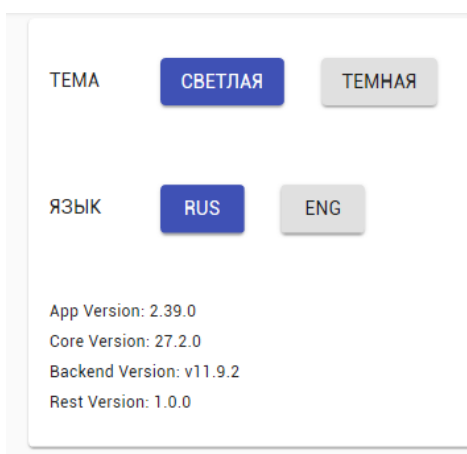 ТЕМА СВЕТЛАЯ ТЕМНАЯ
ЯЗЫК RUS ENG
App Version: 2.39.0
Core Version: 27.2.0
Backend Version: v11.9.2
Rest Version: 1.0.0